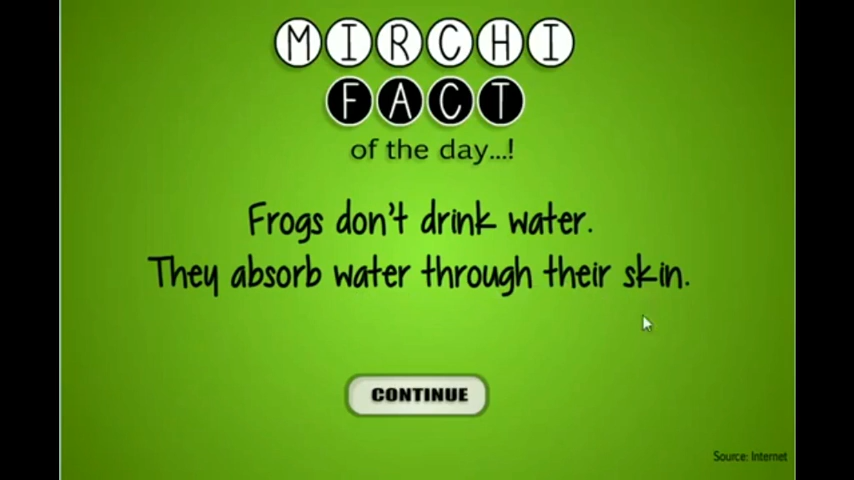 MIRCHI
FACT
of the day...!
Frogs don't drink water.
They absorb water through their skin.
CONTINUE
Source: Internet